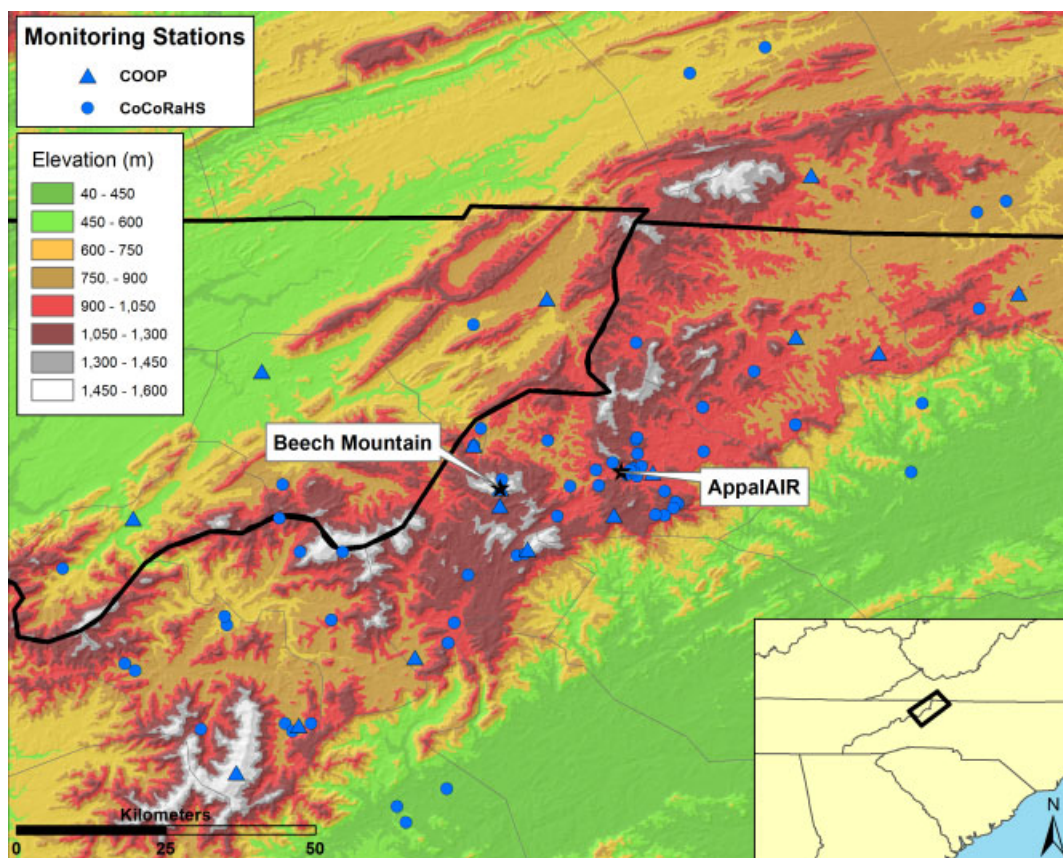 Monitoring Stations
COOP
CoCoRaHS
Elevation (m)
40 - 450
450 - 600
600 - 750
750. - 900
900 - 1,050
1,050 - 1,300
1,300 - 1,450
1,450 - 1,600
Beech Mountain
AppalAIR
Kilometers
0 25 50
N